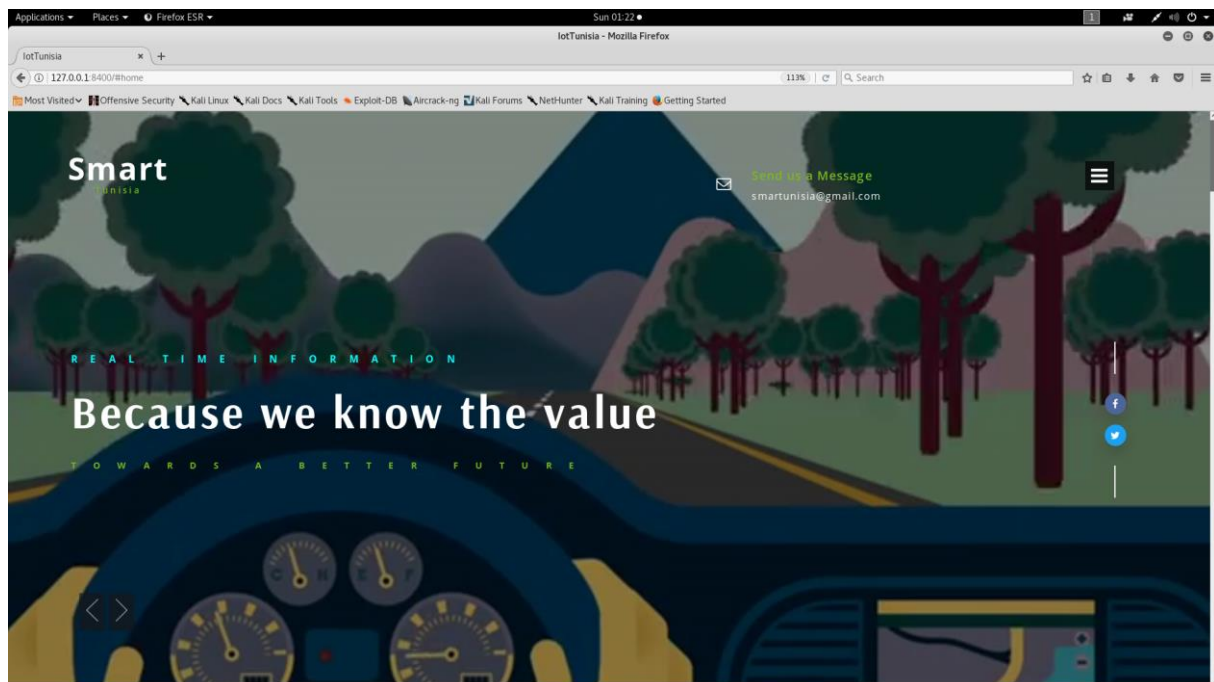 Applications Places Firefox ESR Sun 01:22 1
IotTunisia - Mozilla Firefox
IotTunisia
127.0.0.1:8400/#home 113% Search
Most Visited Offensive Security Kali Linux Kali Docs Kali Tools Exploit-DB Aircrack-ng Kali Forums NetHunter Kali Training Getting Started
Smart
Tunisia
Send us a Message
smartunisia@gmail.com
REAL TIME INFORMATION
Because we know the value
TOWARDS A BETTER FUTURE
C N E F